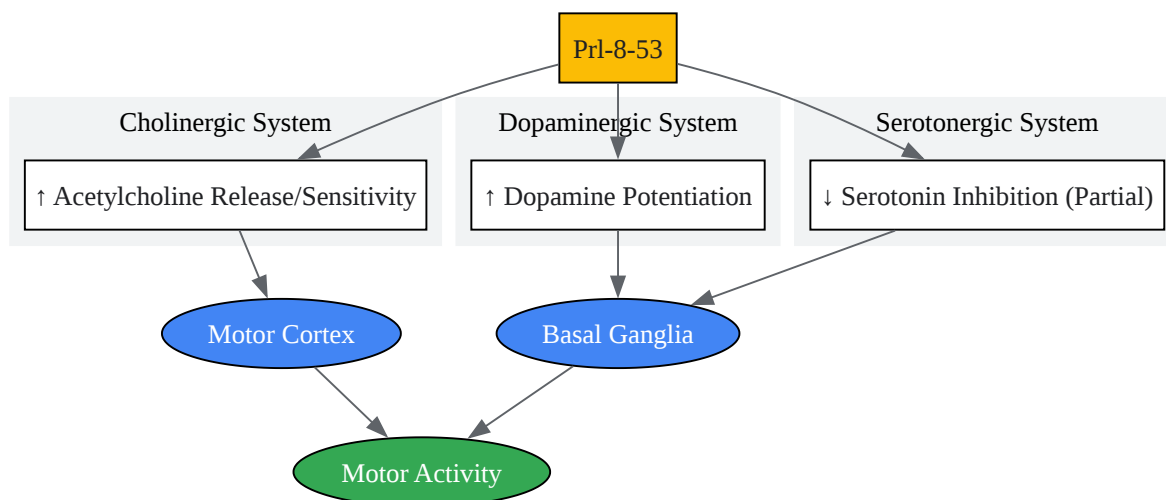 Prl-8-53
Cholinergic System
Dopaminergic System
Serotonergic System
↑ Acetylcholine Release/Sensitivity
↑ Dopamine Potentiation
↓ Serotonin Inhibition (Partial)
Motor Cortex
Basal Ganglia
Motor Activity